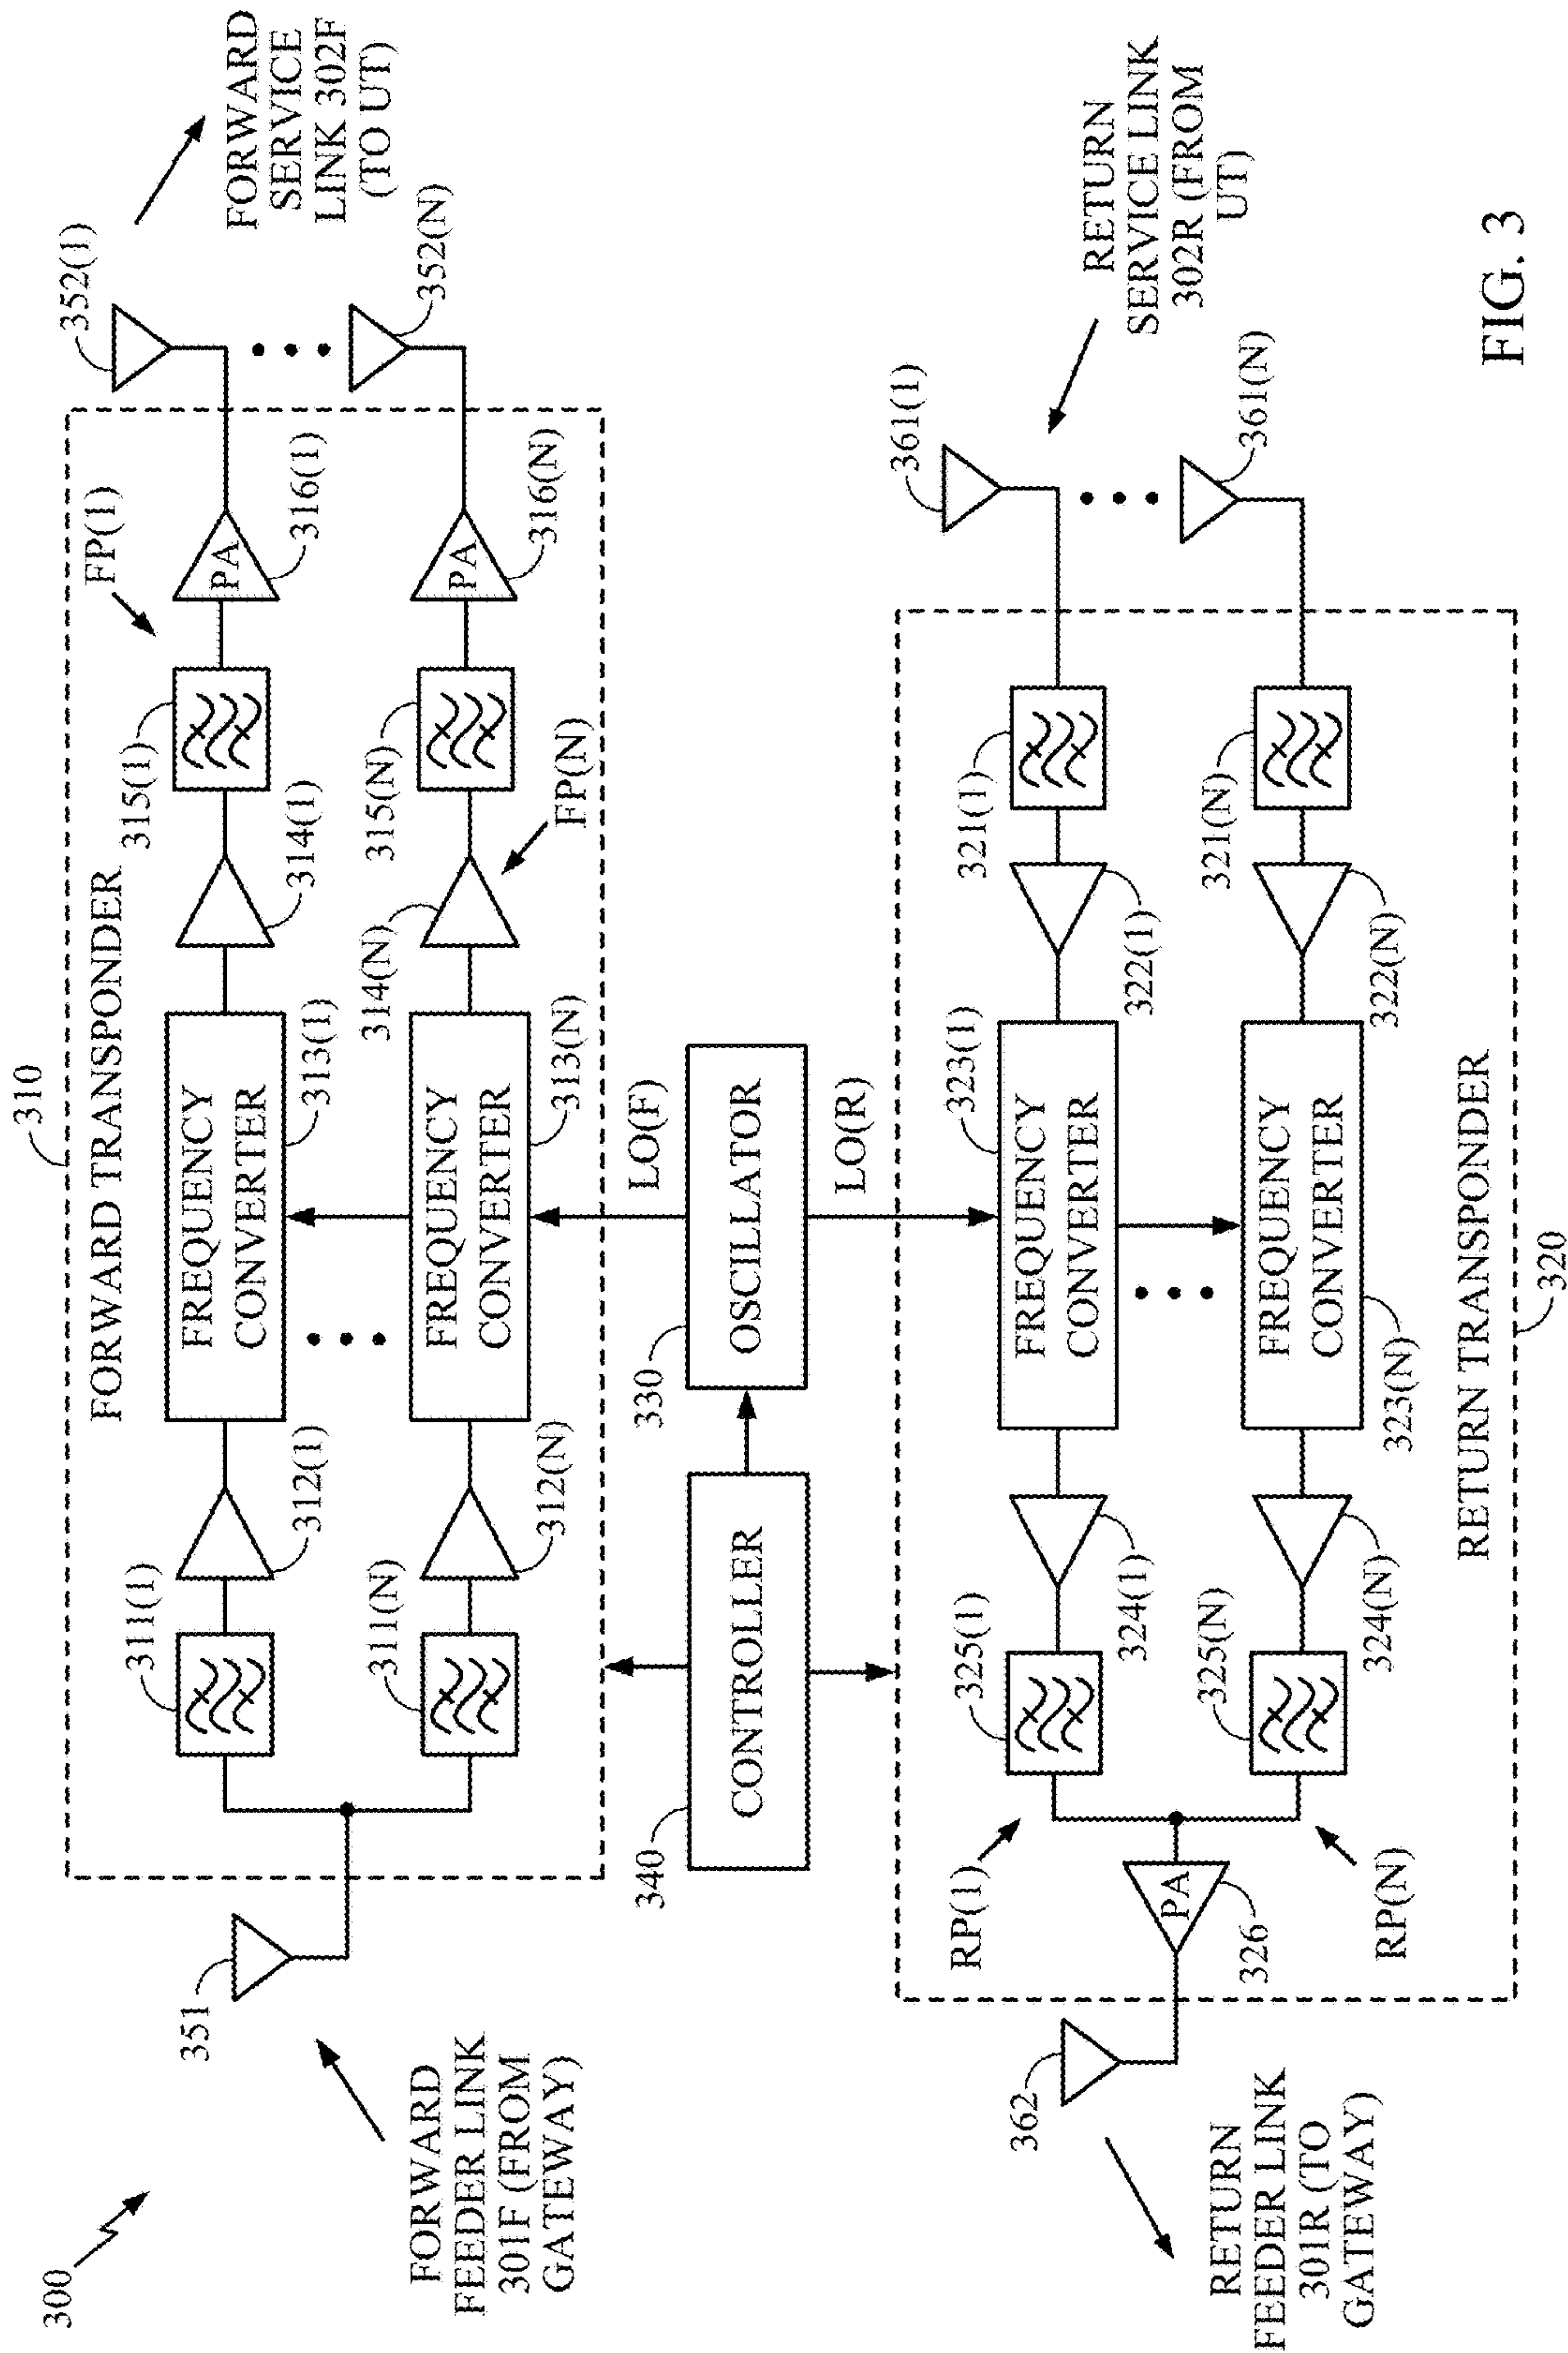 300
310
FORWARD TRANSPONDER
351
FORWARD
FEEDER LINK
301F (FROM
GATEWAY)
311(1)
312(1)
FREQUENCY
CONVERTER
313(1)
314(1)
315(1)
FP(1)
PA
316(1)
352(1)
FORWARD
SERVICE
LINK 302F
(TO UT)
311(N)
312(N)
FREQUENCY
CONVERTER
313(N)
314(N)
315(N)
FP(N)
PA
316(N)
352(N)
LO(F)
340
CONTROLLER
330
OSCILLATOR
LO(R)
362
RETURN
FEEDER LINK
301R (TO
GATEWAY)
RP(1)
PA
326
RP(N)
325(1)
324(1)
323(1)
FREQUENCY
CONVERTER
322(1)
321(1)
361(1)
RETURN
SERVICE LINK
302R (FROM
UT)
325(N)
324(N)
FREQUENCY
CONVERTER
323(N)
322(N)
321(N)
361(N)
RETURN TRANSPONDER
320
FIG. 3